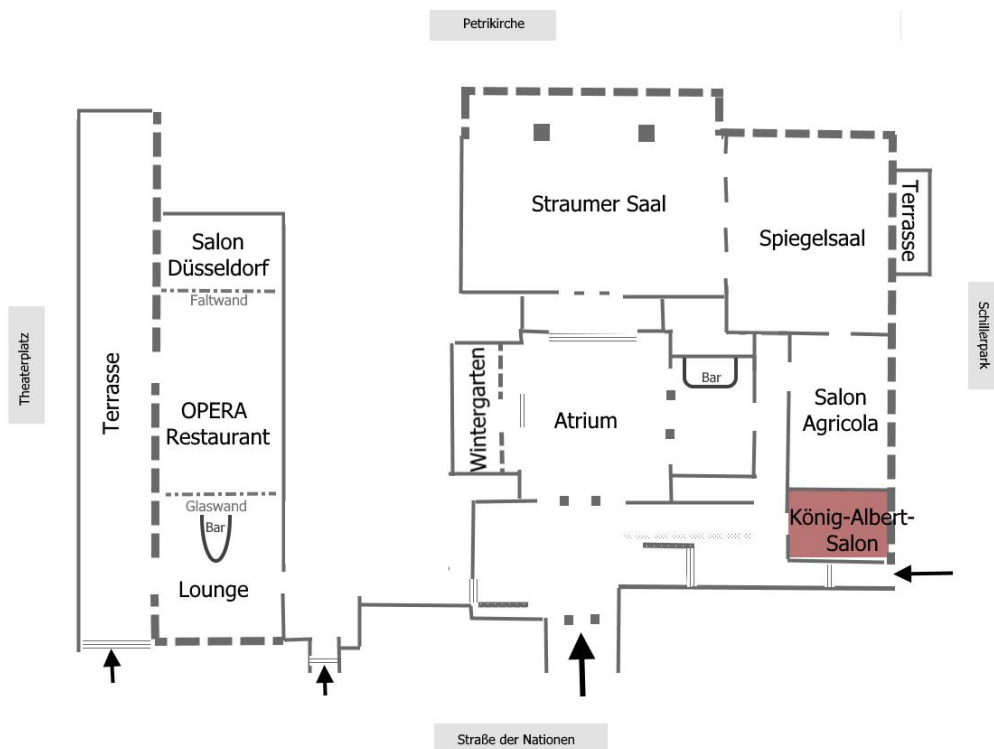 Petrikirche
Straumer Saal
Spiegelsaal
Terrasse
Salon
Düsseldorf
Faltwand
Theaterplatz
Schillerpark
Terrasse
Wintergarten
Atrium
Bar
Salon
Agricola
OPERA
Restaurant
Glaswand
Bar
König-Albert-
Salon
Lounge
Straße der Nationen